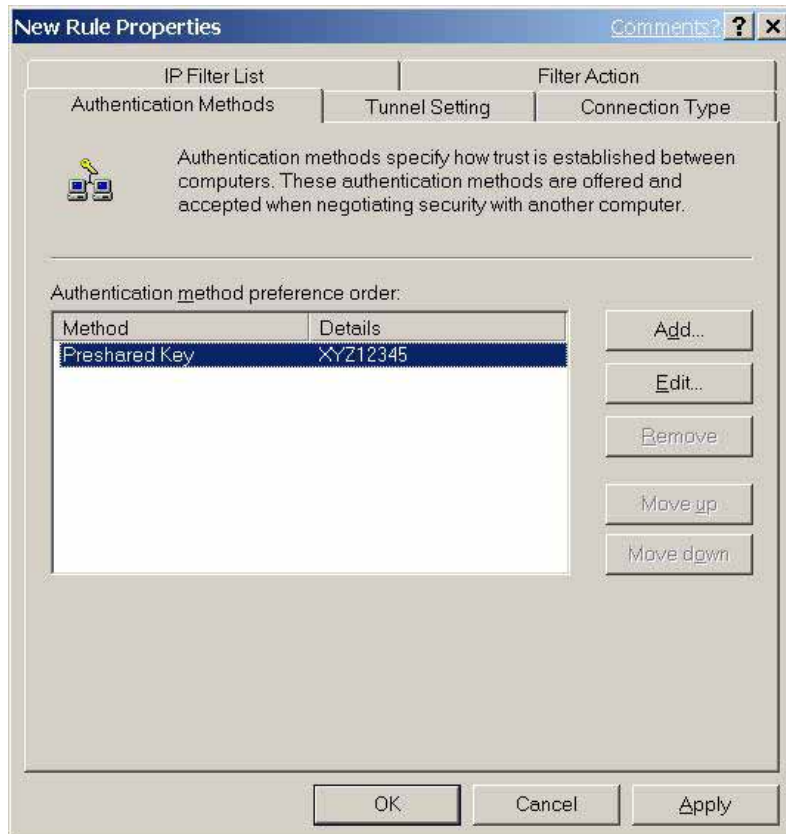 New Rule Properties Comments? ? ×
IP Filter List Filter Action
Authentication Methods Tunnel Setting Connection Type
Authentication methods specify how trust is established between
computers. These authentication methods are offered and
accepted when negotiating security with another computer.
Authentication method preference order:
Method Details
Preshared Key XYZ12345
Add...
Edit...
Remove
Move up
Move down
OK Cancel Apply